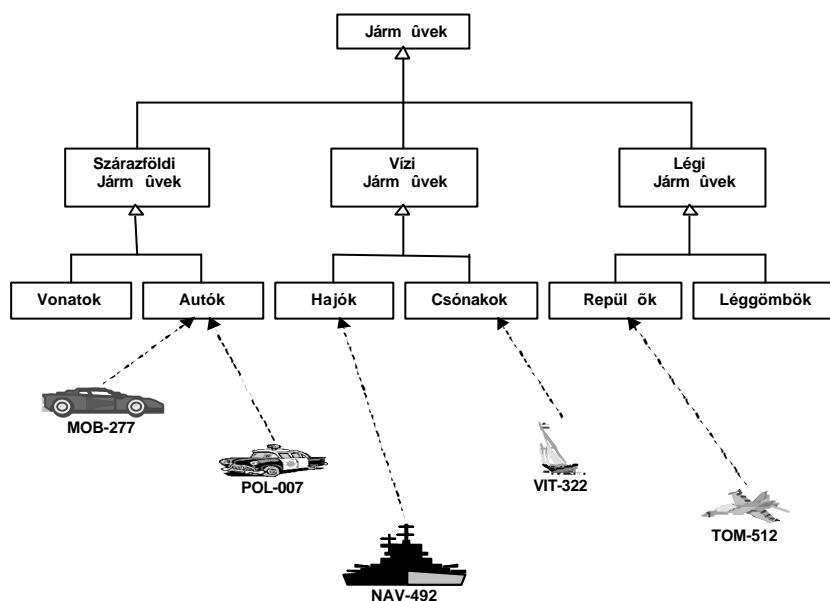 Járm ûvek
Szárazföldi
Járm ûvek
Vízi
Járm ûvek
Légi
Járm ûvek
Vonatok
Autók
Hajók
Csónakok
Repül õk
Léggömbök
MOB-277
POL-007
VIT-322
TOM-512
NAV-492